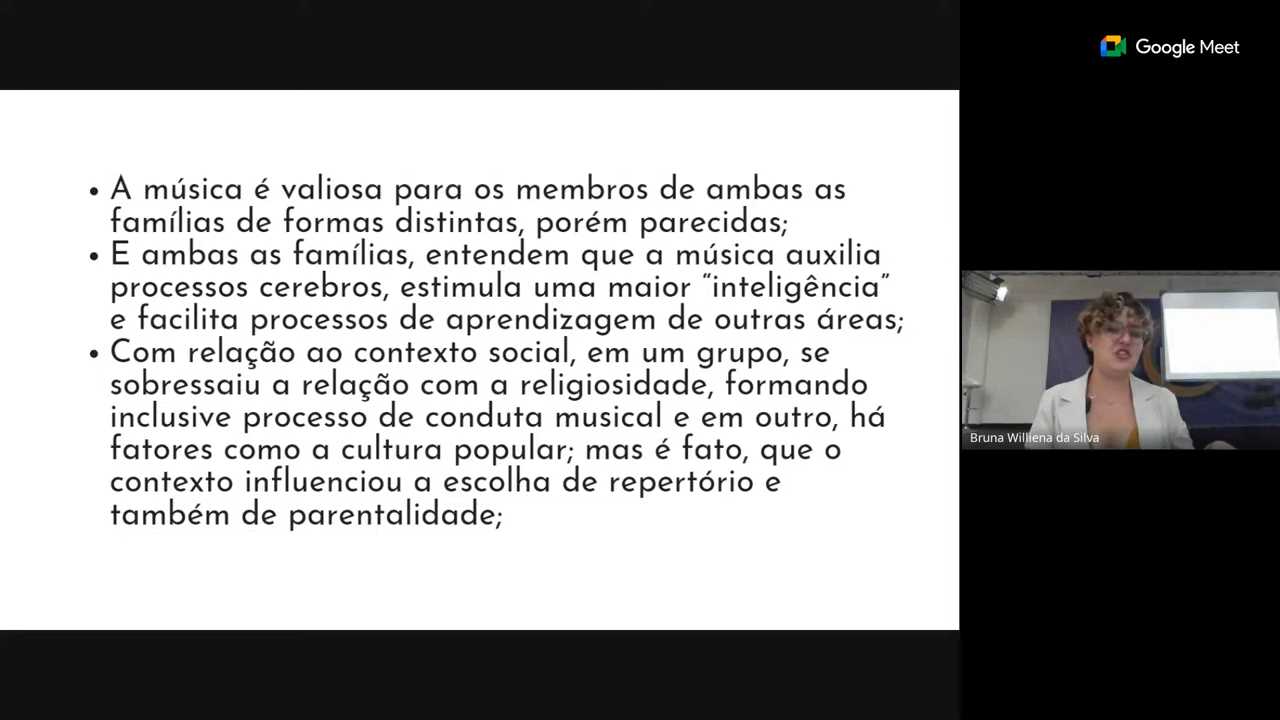 Google Meet
• A música é valiosa para os membros de ambas as
famílias de formas distintas, porém parecidas;
• E ambas as famílias, entendem que a música auxilia
processos cerebros, estimula uma maior “inteligência”
e facilita processos de aprendizagem de outras áreas;
• Com relação ao contexto social, em um grupo, se
sobressaiu a relação com a religiosidade, formando
inclusive processo de conduta musical e em outro, há
fatores como a cultura popular; mas é fato, que o
contexto influenciou a escolha de repertório e
também de parentalidade;
Bruna Williena da Silva